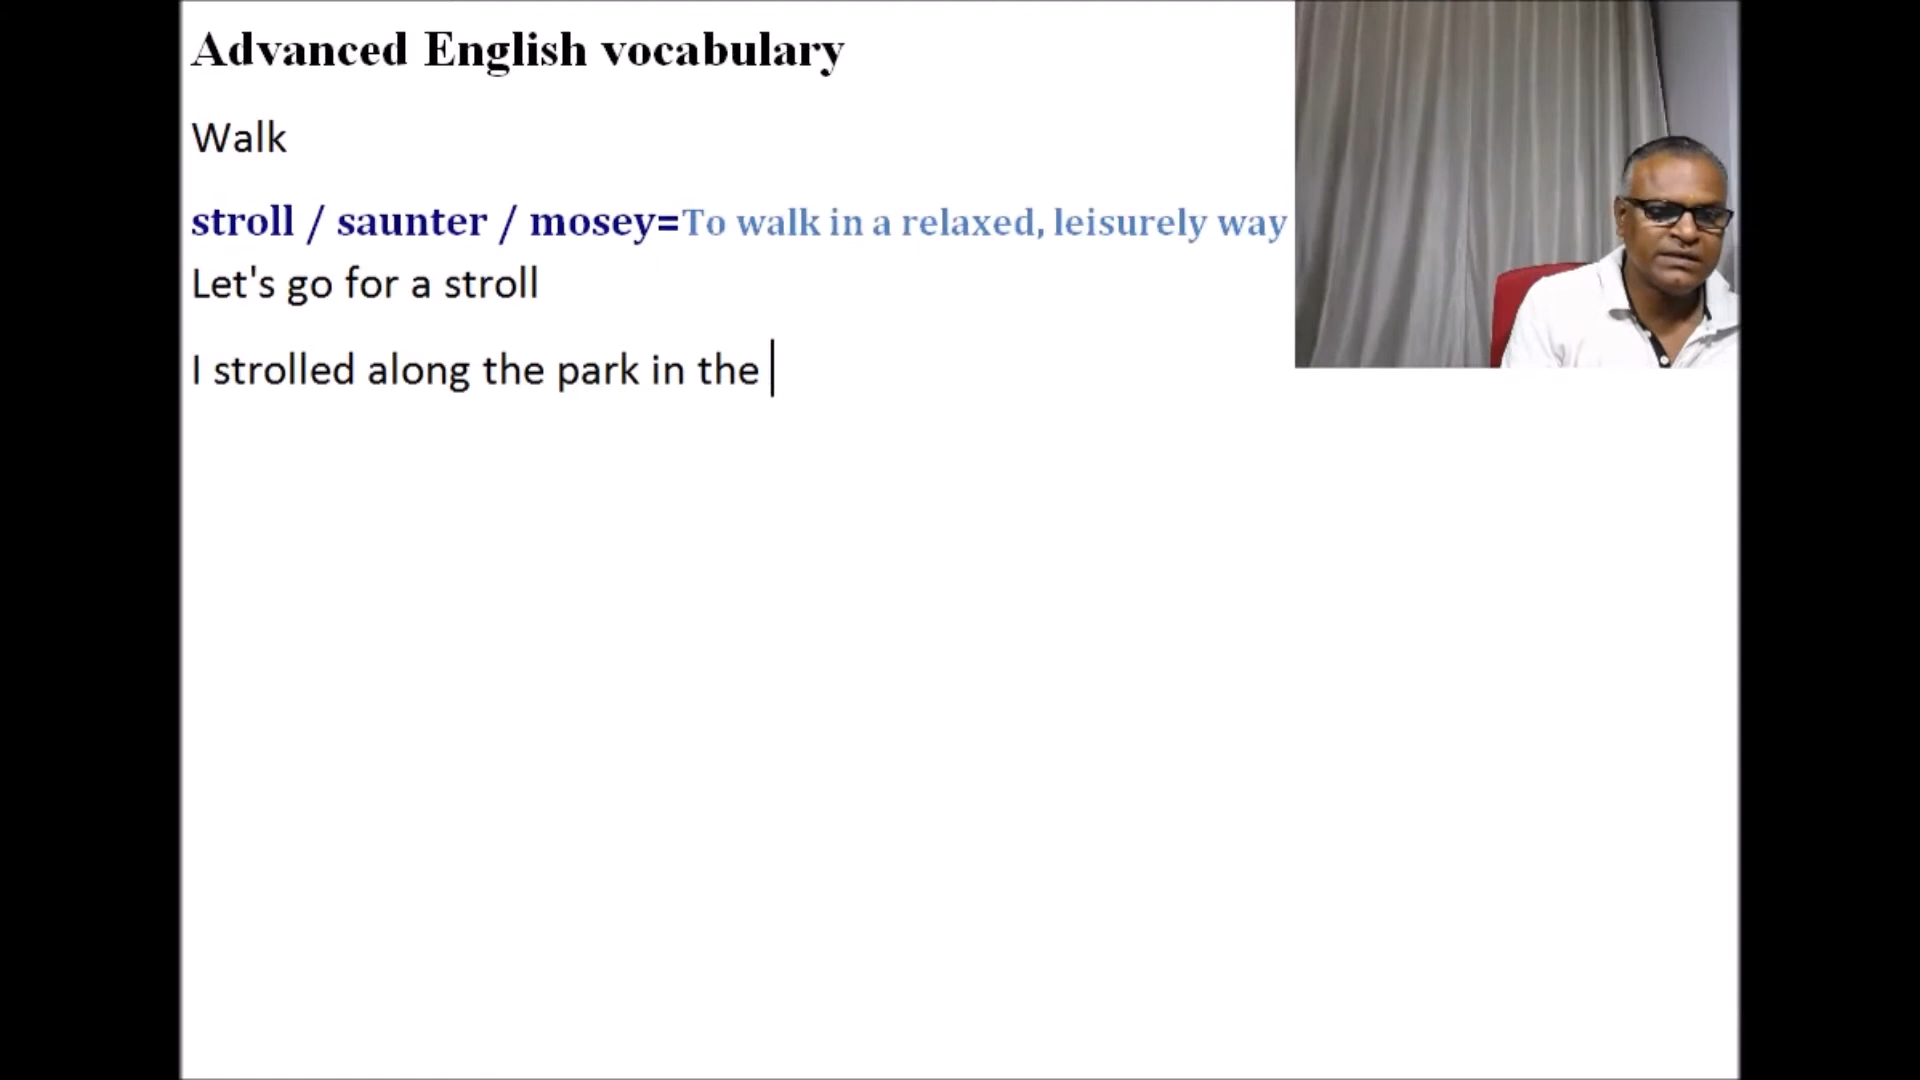 Advanced English vocabulary
Walk
stroll / saunter / mosey=To walk in a relaxed, leisurely way
Let's go for a stroll
I strolled along the park in the